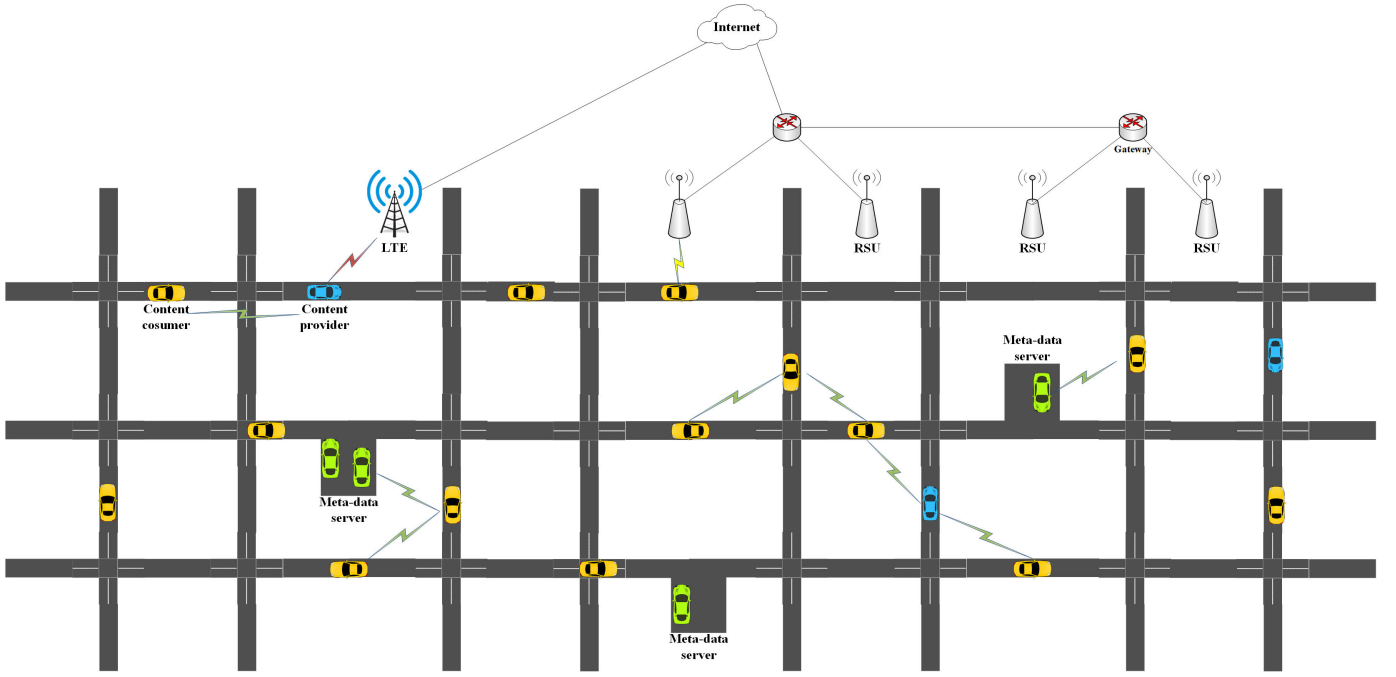 Internet
Gateway
LTE
RSU
RSU
RSU
Content
cosumer
Content
provider
Meta-data
server
Meta-data
server
Meta-data
server